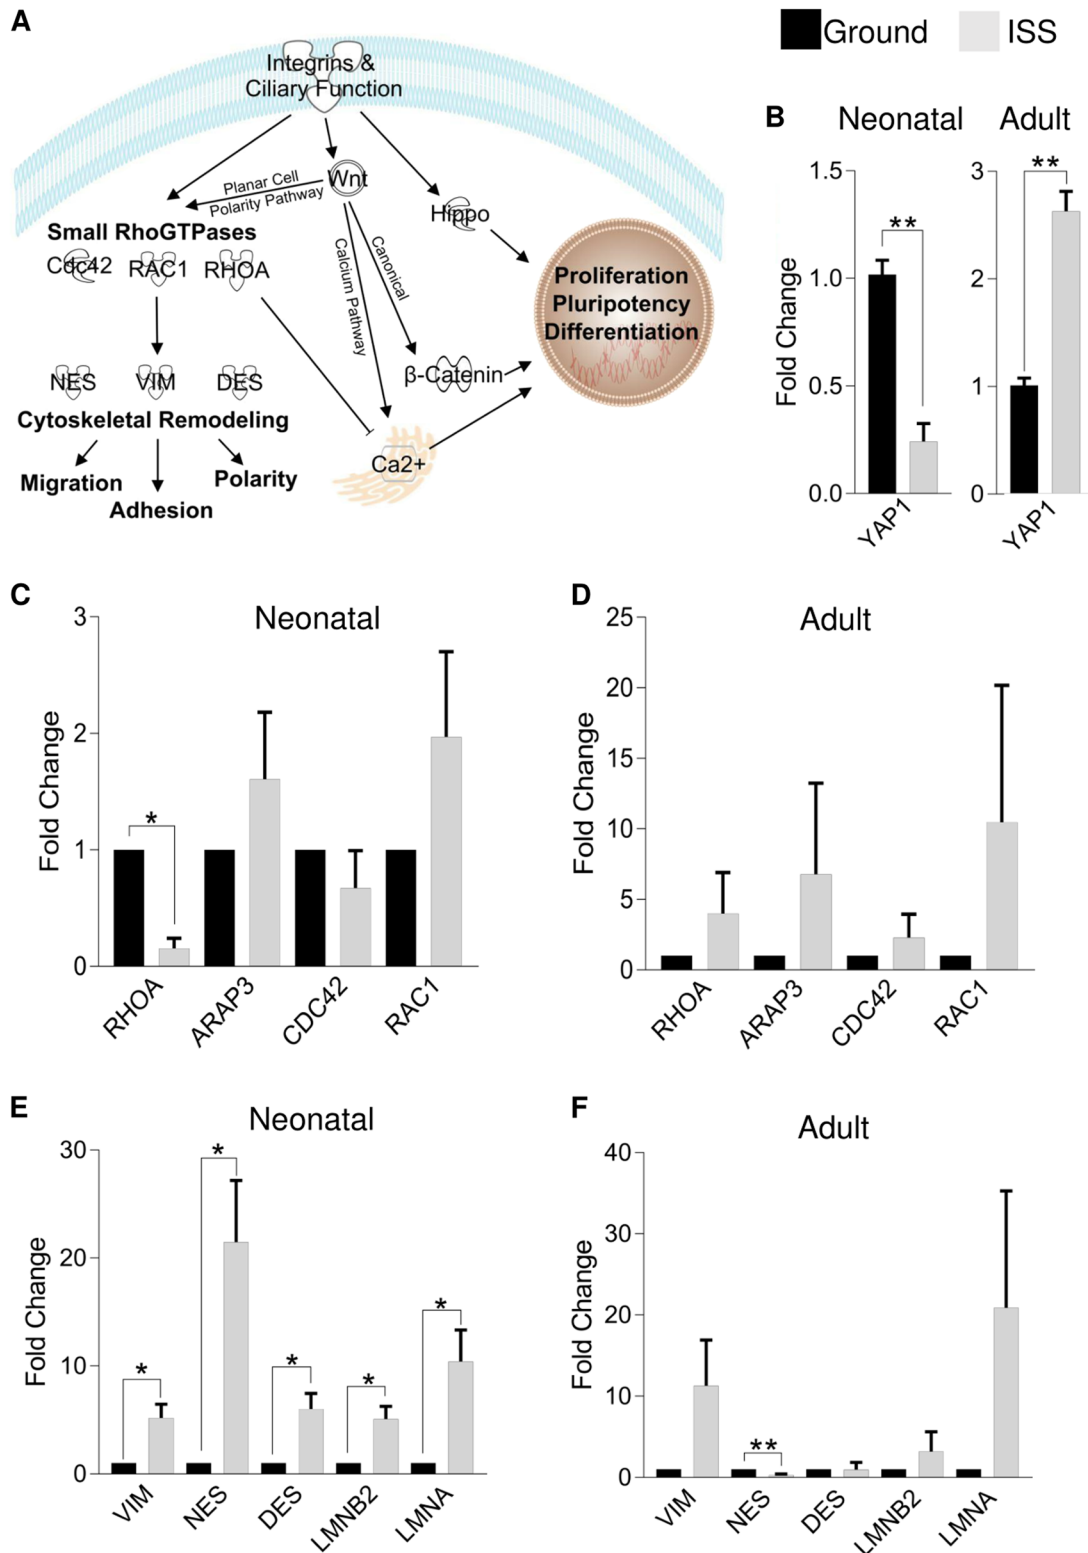 A
Ground
ISS
Integrins &
Ciliary Function
Planar Cell
Polarity Pathway
Wnt
Hippo
Small RhoGTPases
Cdc42
RAC1
RHOA
Calcium Pathway
Canonical
Proliferation
Pluripotency
Differentiation
NES
VIM
DES
β-Catenin
Cytoskeletal Remodeling
Ca2+
Migration
Adhesion
Polarity
B
Neonatal
Adult
Fold Change
1.5
1.0
0.5
0.0
**
YAP1
3
2
1
0
**
YAP1
C
Neonatal
Fold Change
3
2
1
0
*
RHOA
ARAP3
CDC42
RAC1
D
Adult
Fold Change
25
20
15
10
5
0
RHOA
ARAP3
CDC42
RAC1
E
Neonatal
Fold Change
30
20
10
0
*
*
*
*
*
VIM
NES
DES
LMNB2
LMNA
F
Adult
Fold Change
40
30
20
10
0
**
VIM
NES
DES
LMNB2
LMNA